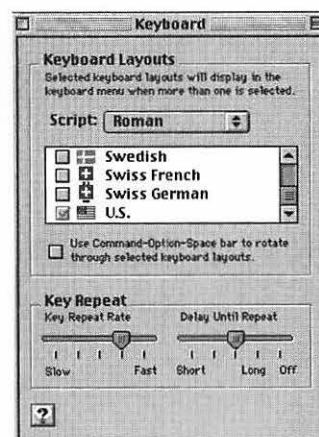 Keyboard
Keyboard Layouts
Selected keyboard layouts will display in the
keyboard menu when more than one is selected.
Script: Roman
Swedish
Swiss French
Swiss German
U.S.
Use Command-Option-Space bar to rotate
through selected keyboard layouts.
Key Repeat
Key Repeat Rate Delay Until Repeat
Slow Fast Short Long Off
?